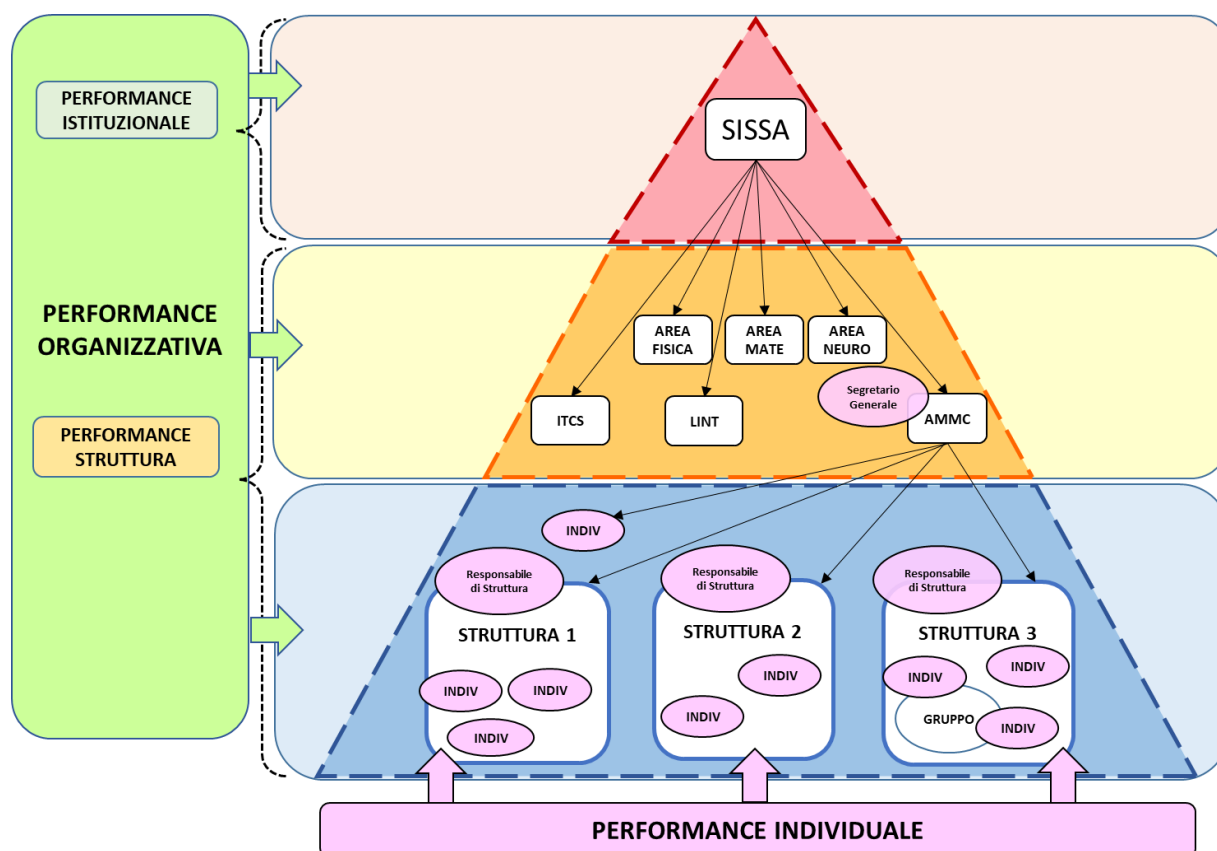 PERFORMANCE
ISTITUZIONALE
SISSA
PERFORMANCE
ORGANIZZATIVA
AREA
FISICA
AREA
MATE
AREA
NEURO
Segretario
Generale
ITCS
LINT
AMMC
PERFORMANCE
STRUTTURA
INDIV
Responsabile
di Struttura
Responsabile
di Struttura
Responsabile
di Struttura
STRUTTURA 1
STRUTTURA 2
STRUTTURA 3
INDIV
INDIV
INDIV
INDIV
INDIV
INDIV
INDIV
GRUPPO
INDIV
PERFORMANCE INDIVIDUALE